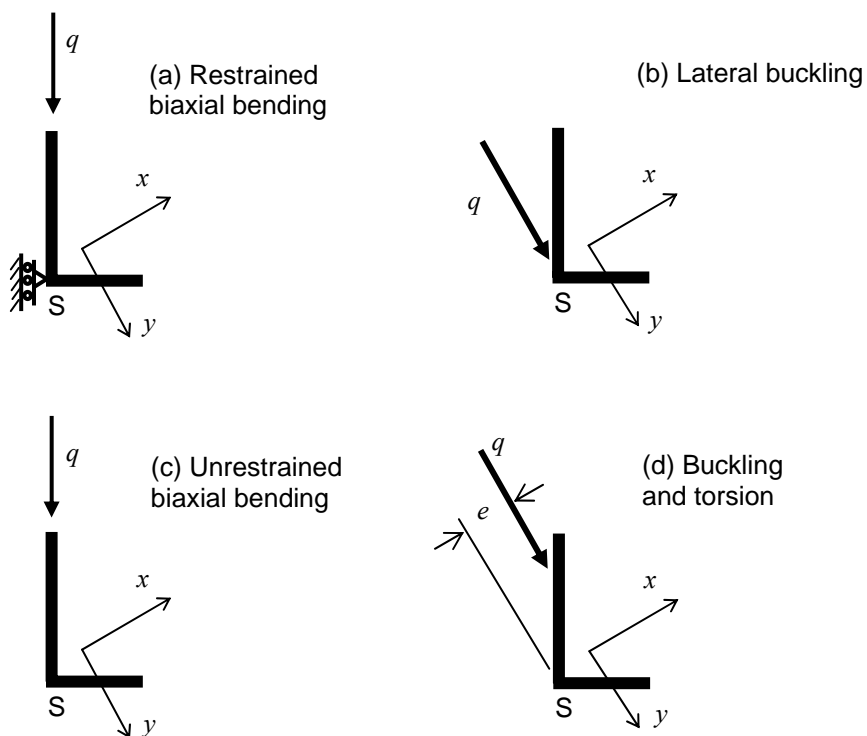 q
(a) Restrained
biaxial bending
x
S
y
(b) Lateral buckling
q
x
S
y
q
(c) Unrestrained
biaxial bending
x
S
y
q
(d) Buckling
and torsion
e
x
S
y